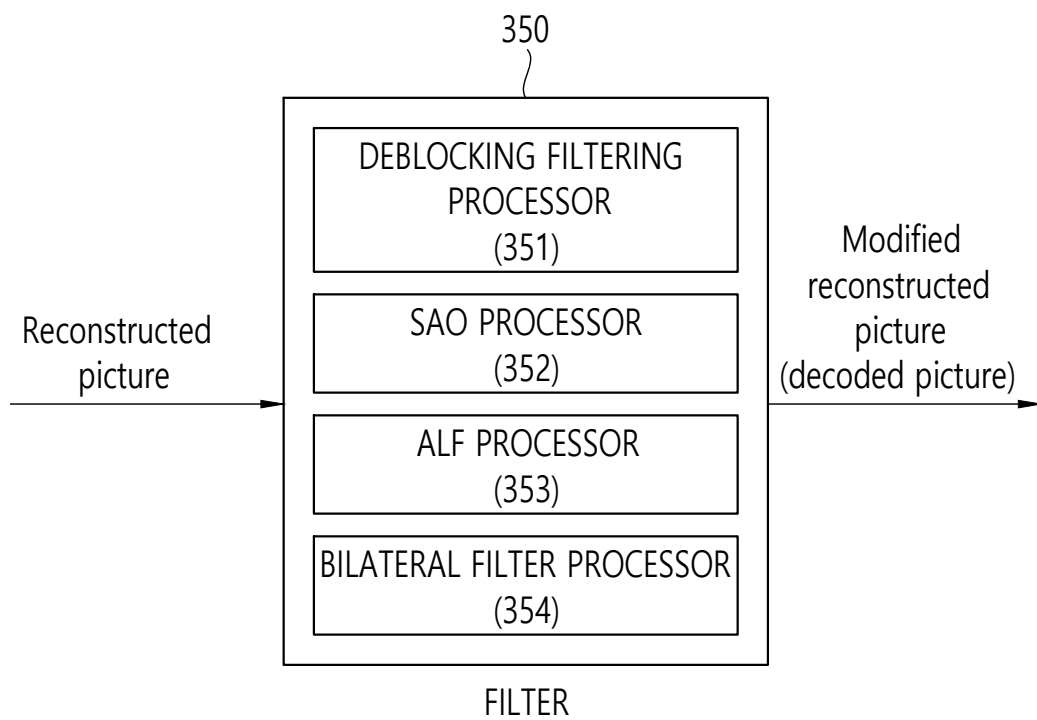 350
DEBLOCKING FILTERING
PROCESSOR
(351)
SAO PROCESSOR
(352)
ALF PROCESSOR
(353)
BILATERAL FILTER PROCESSOR
(354)
Reconstructed
picture
Modified
reconstructed
picture
(decoded picture)
FILTER